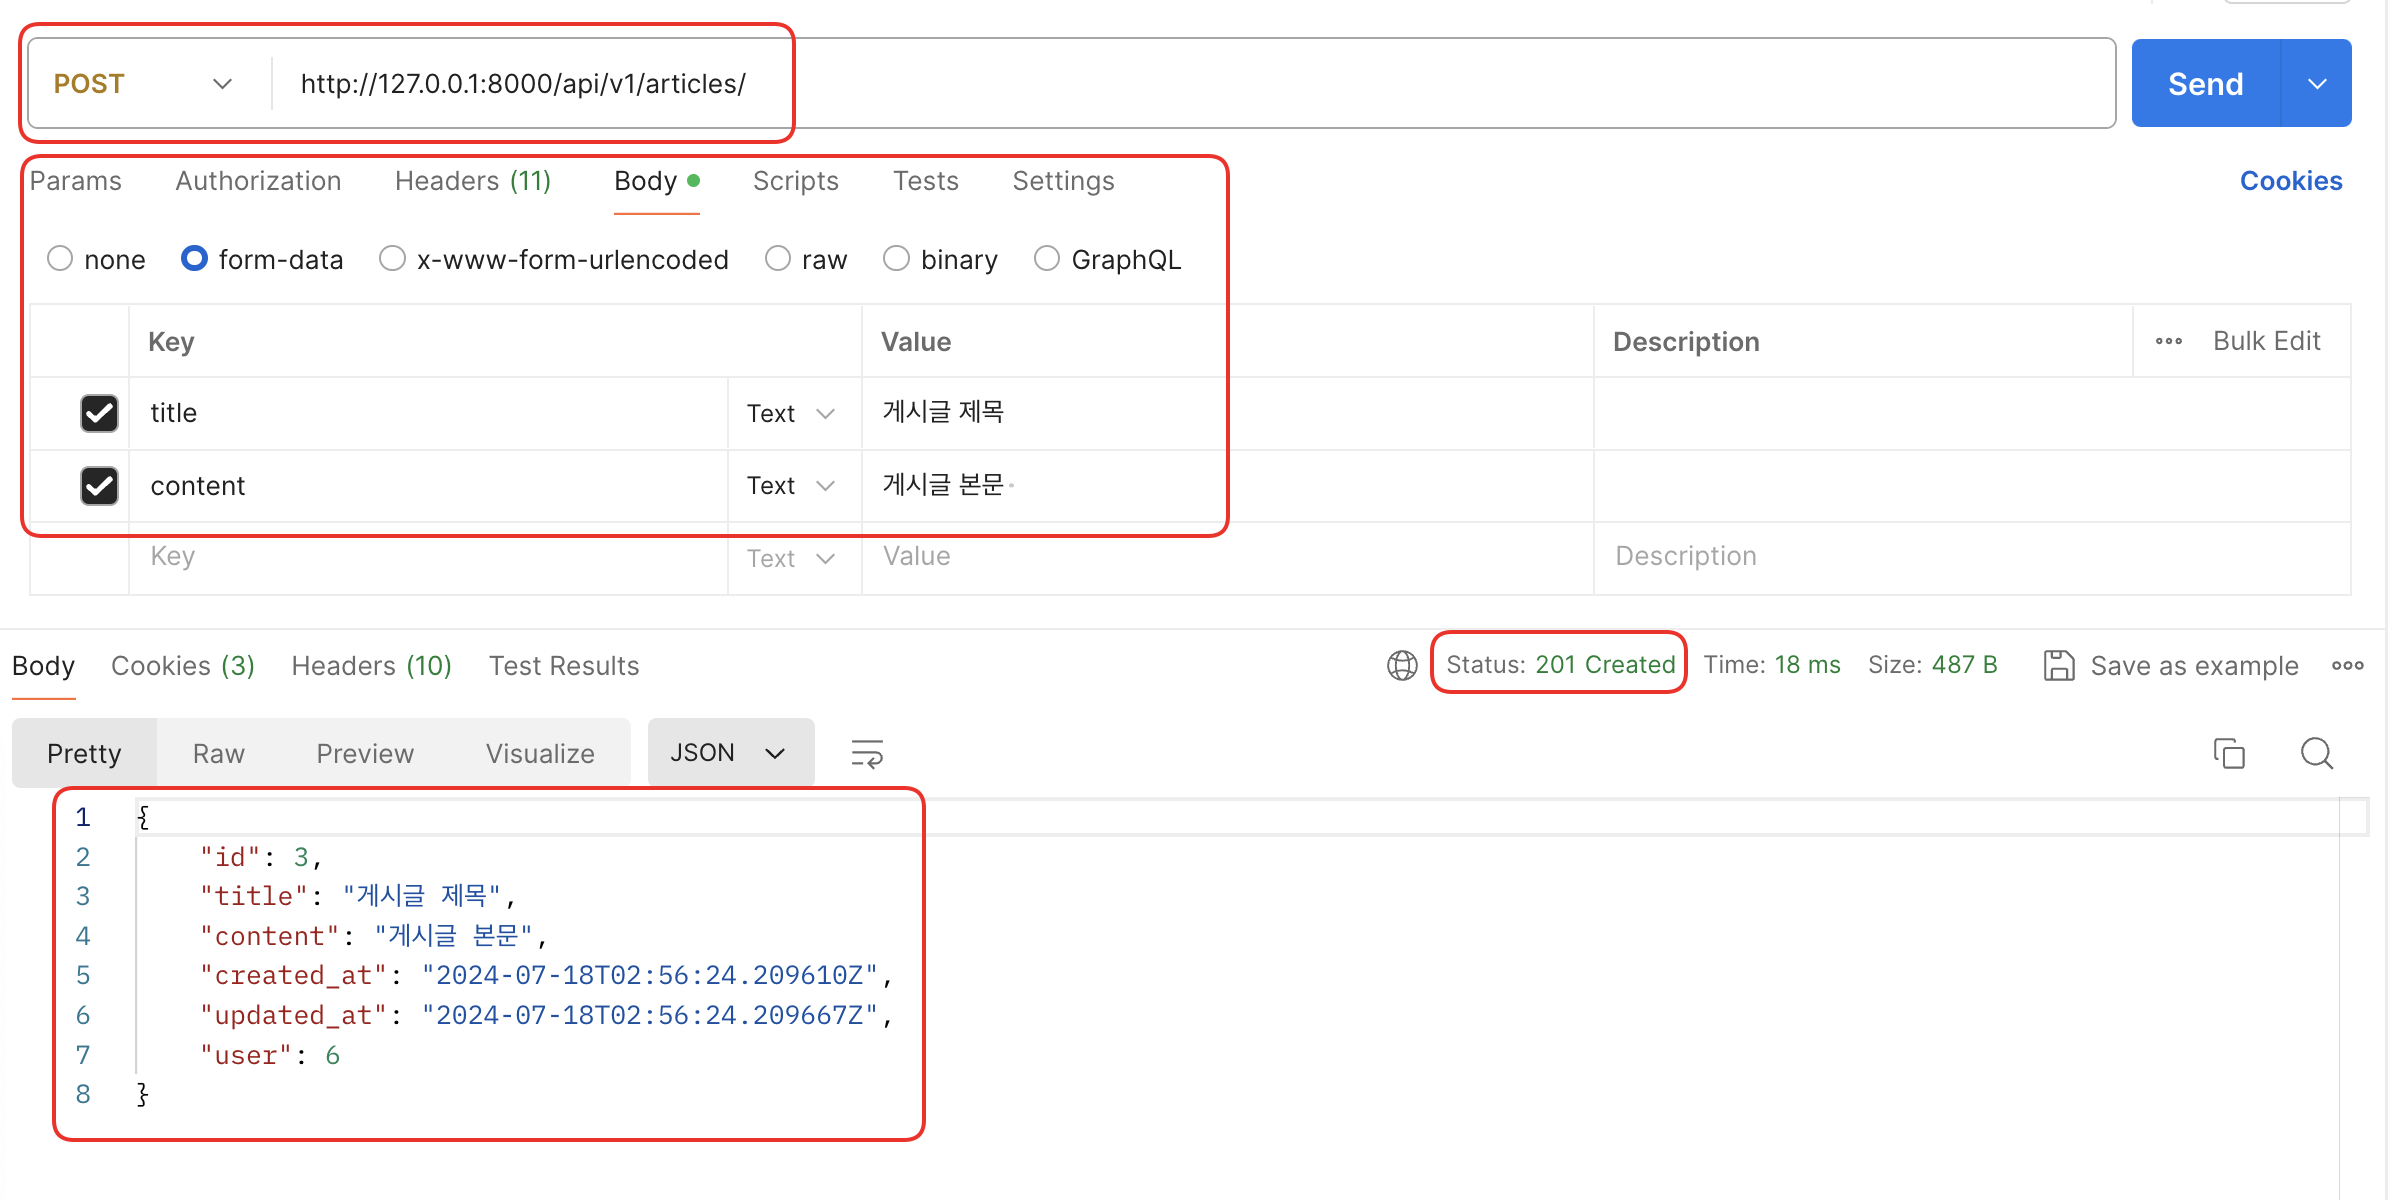 POST http://127.0.0.1:8000/api/v1/articles/ Send
Params Authorization Headers (11) Body Scripts Tests Settings Cookies
none form-data x-www-form-urlencoded raw binary GraphQL
Key Value Description Bulk Edit
title Text 게시글 제목
content Text 게시글 본문
Key Text Value Description
Body Cookies (3) Headers (10) Test Results Status: 201 Created Time: 18 ms Size: 487 B Save as example
Pretty Raw Preview Visualize JSON
1 {
2 "id": 3,
3 "title": "게시글 제목",
4 "content": "게시글 본문",
5 "created_at": "2024-07-18T02:56:24.209610Z",
6 "updated_at": "2024-07-18T02:56:24.209667Z",
7 "user": 6
8 }